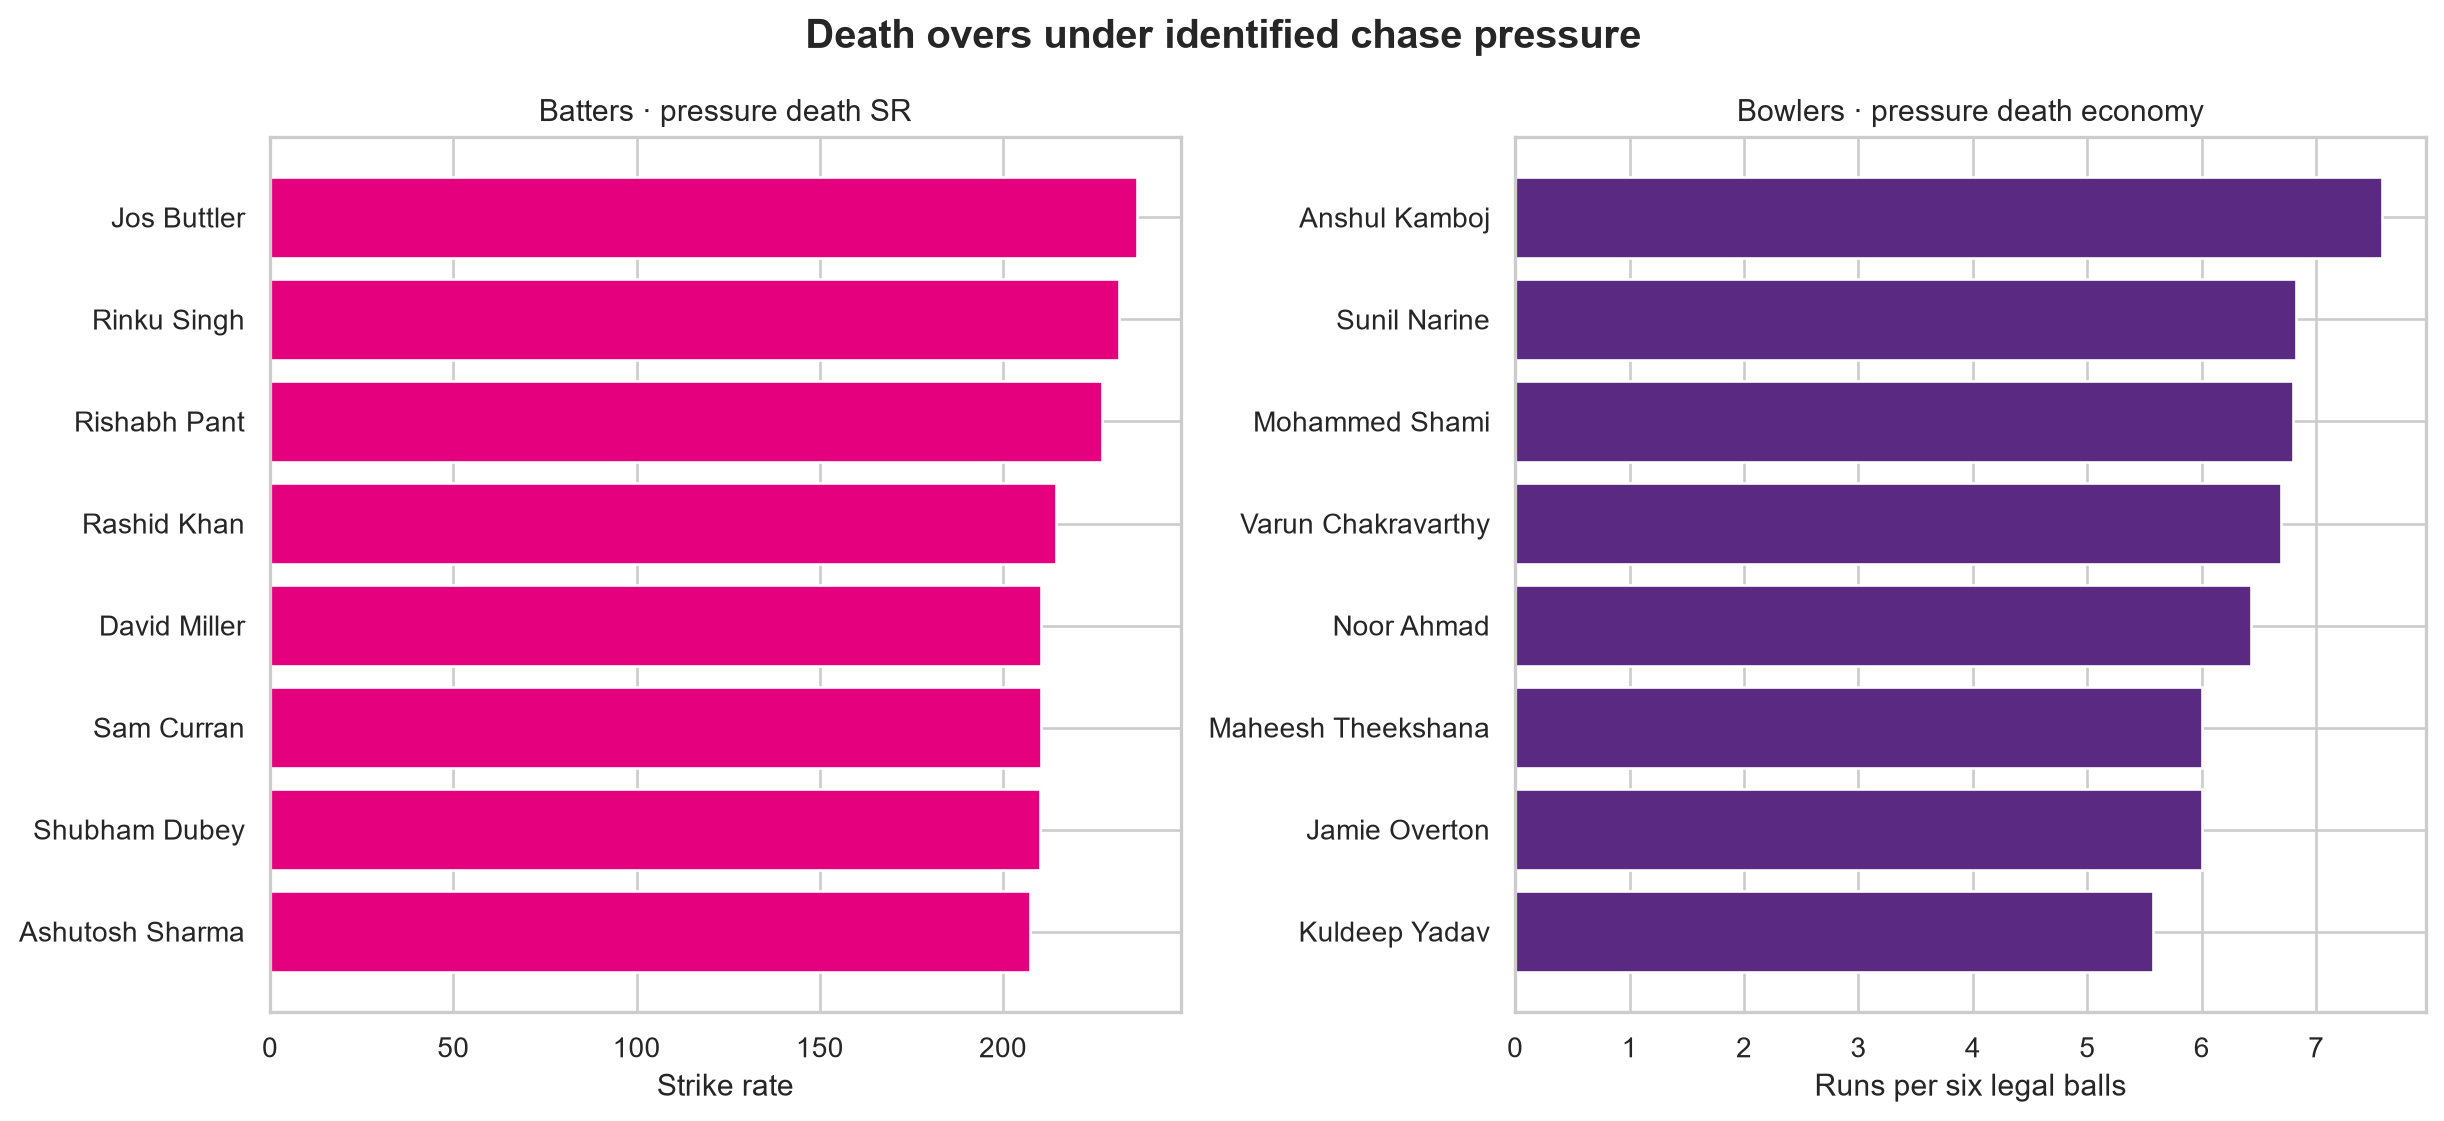 Death overs under identified chase pressure
Batters · pressure death SR
Jos Buttler
Rinku Singh
Rishabh Pant
Rashid Khan
David Miller
Sam Curran
Shubham Dubey
Ashutosh Sharma
0 50 100 150 200
Strike rate
Bowlers · pressure death economy
Anshul Kamboj
Sunil Narine
Mohammed Shami
Varun Chakravarthy
Noor Ahmad
Maheesh Theekshana
Jamie Overton
Kuldeep Yadav
0 1 2 3 4 5 6 7
Runs per six legal balls